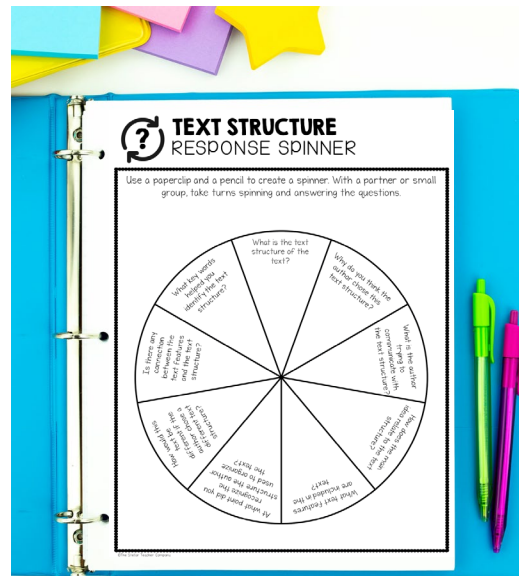 ?
TEXT STRUCTURE
RESPONSE SPINNER
Use a paperclip and a pencil to create a spinner. With a partner or small
group, take turns spinning and answering the questions.
What is the text
structure of the
text?
Why do you think the
author chose this
text structure?
What is the author
trying to
communicate with
the text structure?
How does the main
idea relate to the text
structure?
What text features
are included in the
text?
At what point did you
recognize the
structure the author
used to organize
the text?
How would this
text be
different if the
author chose a
different text
structure?
Is there any
connection
between the
text features
and the text
structure?
What key words
helped you
identify the text
structure?